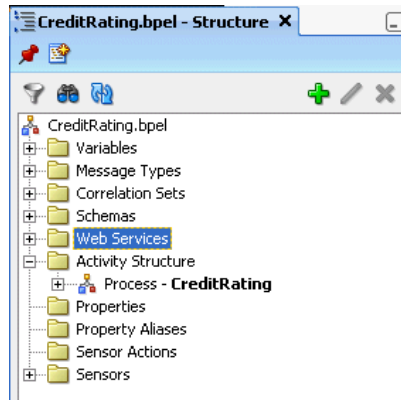 CreditRating.bpel - Structure
CreditRating.bpel
Variables
Message Types
Correlation Sets
Schemas
Web Services
Activity Structure
Process - CreditRating
Properties
Property Aliases
Sensor Actions
Sensors